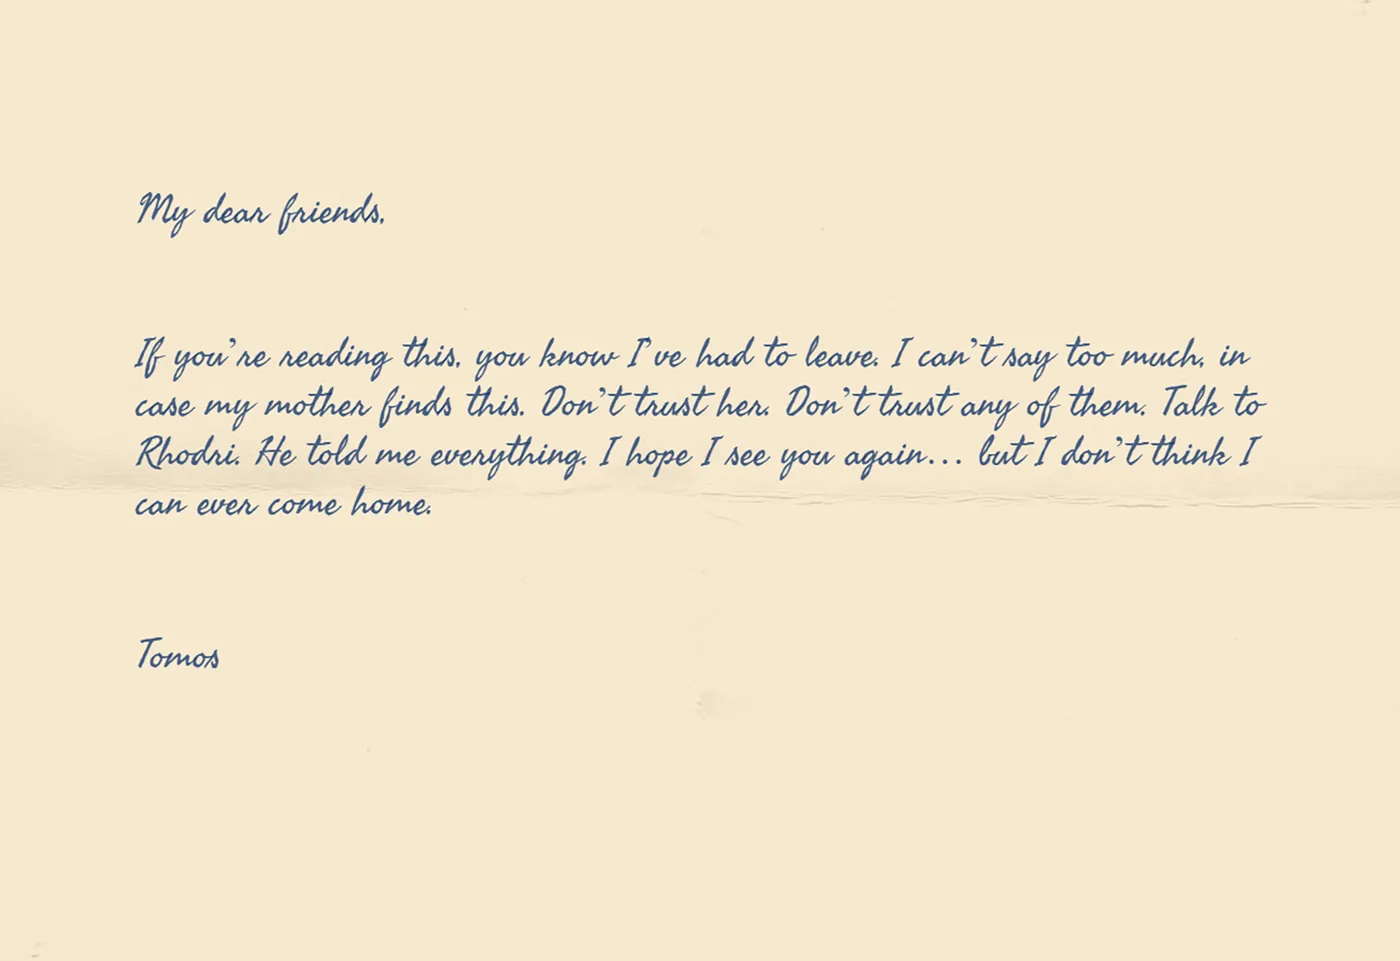 My dear friends,
If you’re reading this, you know I’ve had to leave. I can’t say too much, in
case my mother finds this. Don’t trust her. Don’t trust any of them. Talk to
Rhodri. He told me everything. I hope I see you again... but I don’t think I
can ever come home.
Tomos